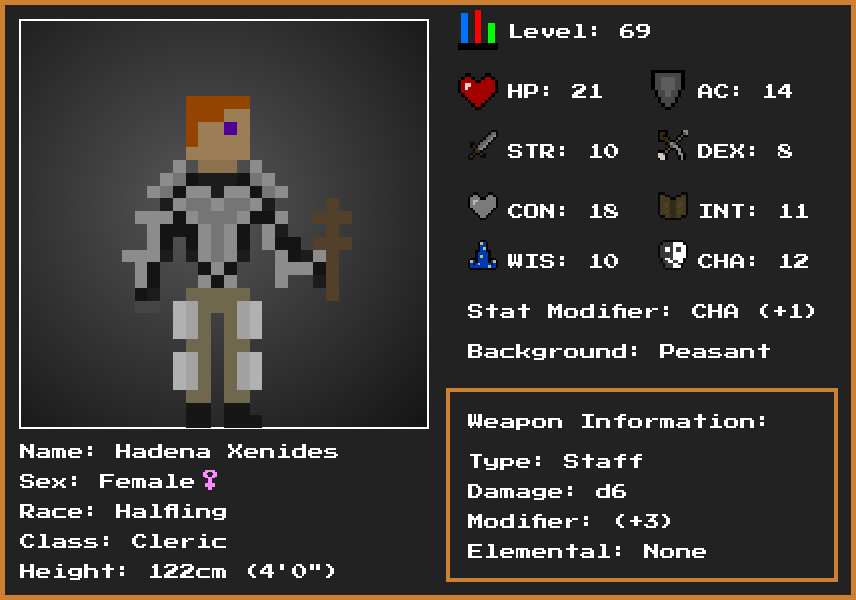 Level: 69
HP: 21 AC: 14
STR: 10 DEX: 8
CON: 18 INT: 11
WIS: 10 CHA: 12
Stat Modifier: CHA (+1)
Background: Peasant
Weapon Information:
Type: Staff
Damage: d6
Modifier: (+3)
Elemental: None
Name: Hadena Xenides
Sex: Female♀
Race: Halfling
Class: Cleric
Height: 122cm (4'0")